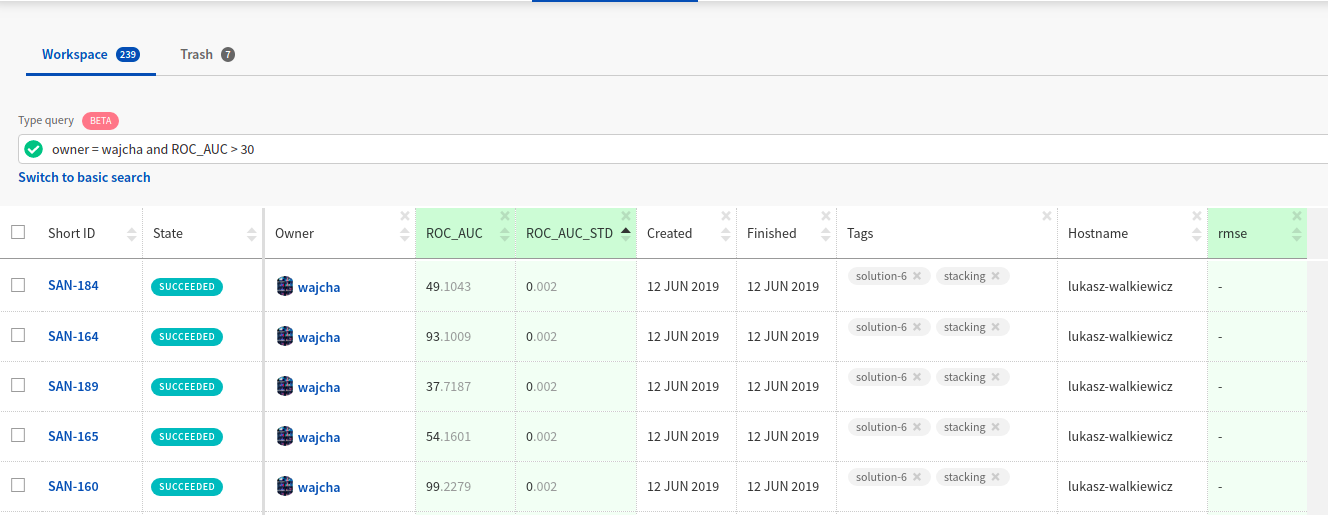 Workspace 239 Trash 7
Type query BETA
owner = wajcha and ROC_AUC > 30
Switch to basic search
Short ID State Owner ROC_AUC ROC_AUC_STD Created Finished Tags Hostname rmse
SAN-184 SUCCEEDED wajcha 49.1043 0.002 12 JUN 2019 12 JUN 2019 solution-6 stacking lukasz-walkiewicz -
SAN-164 SUCCEEDED wajcha 93.1009 0.002 12 JUN 2019 12 JUN 2019 solution-6 stacking lukasz-walkiewicz -
SAN-189 SUCCEEDED wajcha 37.7187 0.002 12 JUN 2019 12 JUN 2019 solution-6 stacking lukasz-walkiewicz -
SAN-165 SUCCEEDED wajcha 54.1601 0.002 12 JUN 2019 12 JUN 2019 solution-6 stacking lukasz-walkiewicz -
SAN-160 SUCCEEDED wajcha 99.2279 0.002 12 JUN 2019 12 JUN 2019 solution-6 stacking lukasz-walkiewicz -